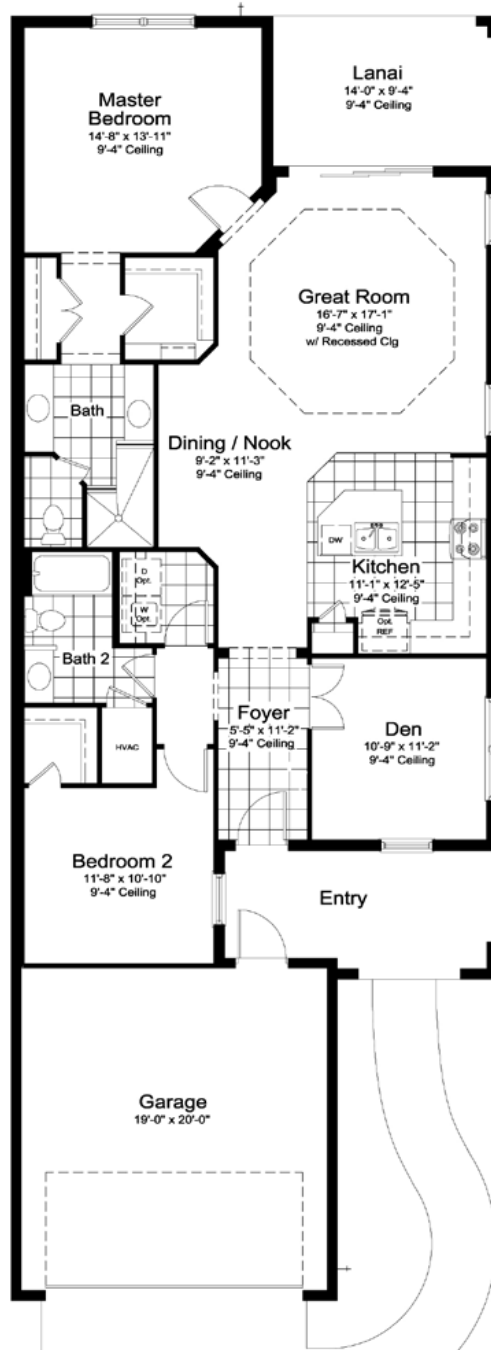 Lanai
14'-0" x 9'-4"
9'-4" Ceiling
Master
Bedroom
14'-8" x 13'-11"
9'-4" Ceiling
Great Room
16'-7" x 17'-1"
9'-4" Ceiling
w/ Recessed Clg
Bath
Dining / Nook
9'-2" x 11'-3"
9'-4" Ceiling
DW
Kitchen
11'-1" x 12'-5"
9'-4" Ceiling
Opt.
REF
D
Opt.
W
Opt.
Bath 2
Foyer
5'-5" x 11'-2"
9'-4" Ceiling
Den
10'-9" x 11'-2"
9'-4" Ceiling
HVAC
Bedroom 2
11'-8" x 10'-10"
9'-4" Ceiling
Entry
Garage
19'-0" x 20'-0"